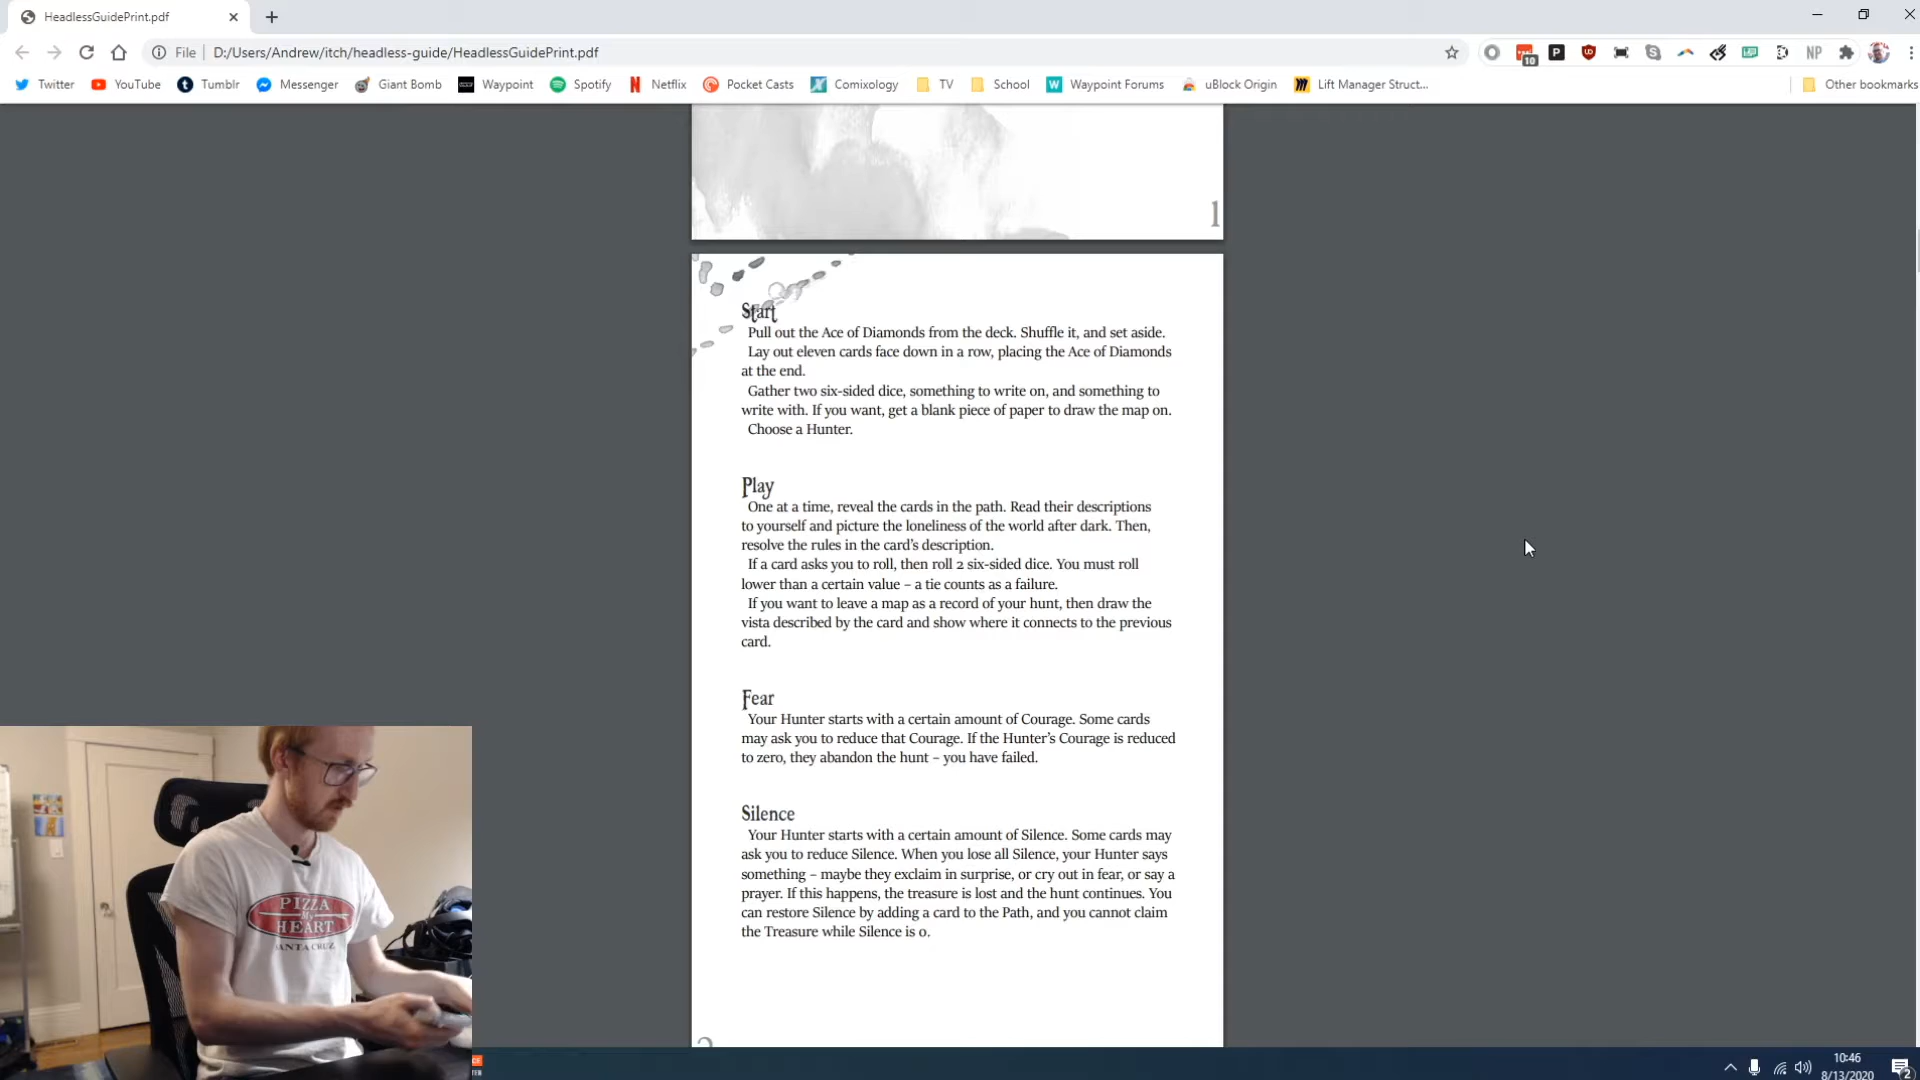 HeadlessGuidePrint.pdf
File D:/Users/Andrew/itch/headless-guide/HeadlessGuidePrint.pdf
10
NP
Twitter YouTube Tumblr Messenger Giant Bomb Waypoint Spotify Netflix Pocket Casts Comixology TV School Waypoint Forums uBlock Origin Lift Manager Struct... Other bookmarks
1
Start
Pull out the Ace of Diamonds from the deck. Shuffle it, and set aside.
Lay out eleven cards face down in a row, placing the Ace of Diamonds
at the end.
Gather two six-sided dice, something to write on, and something to
write with. If you want, get a blank piece of paper to draw the map on.
Choose a Hunter.
Play
One at a time, reveal the cards in the path. Read their descriptions
to yourself and picture the loneliness of the world after dark. Then,
resolve the rules in the card's description.
If a card asks you to roll, then roll 2 six-sided dice. You must roll
lower than a certain value – a tie counts as a failure.
If you want to leave a map as a record of your hunt, then draw the
vista described by the card and show where it connects to the previous
card.
Fear
Your Hunter starts with a certain amount of Courage. Some cards
may ask you to reduce that Courage. If the Hunter's Courage is reduced
to zero, they abandon the hunt – you have failed.
Silence
Your Hunter starts with a certain amount of Silence. Some cards may
ask you to reduce Silence. When you lose all Silence, your Hunter says
something – maybe they exclaim in surprise, or cry out in fear, or say a
prayer. If this happens, the treasure is lost and the hunt continues. You
can restore Silence by adding a card to the Path, and you cannot claim
the Treasure while Silence is 0.
PIZZA
My
HEART
SANTA CRUZ
10:46
8/13/2020
2